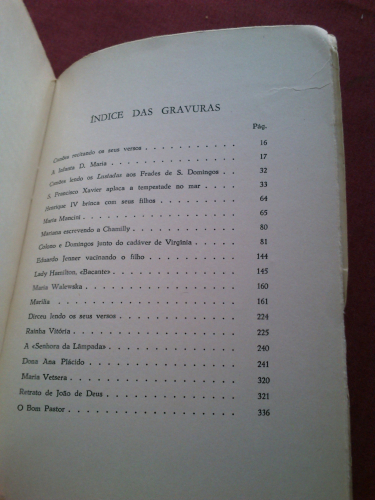 ÍNDICE DAS GRAVURAS
Pág.
Camões recitando os seus versos . . . . . . . . . 16
A Infanta D. Maria . . . . . . . . . . . . 17
Camões lendo os Lusíadas aos Frades de S. Domingos . . . 32
S. Francisco Xavier aplaca a tempestade no mar . . . . 33
Henrique IV brinca com seus filhos . . . . . . . . 64
Maria Mancini . . . . . . . . . . . . . 65
Mariana escrevendo a Chamilly . . . . . . . . . 80
Coloso e Domingos junto do cadáver de Virgínia . . . . 81
Eduardo Jenner vacinando o filho . . . . . . . . 144
Lady Hamilton, «Bacante» . . . . . . . . . . 145
Maria Walewska . . . . . . . . . . . . 160
Marília . . . . . . . . . . . . . . . 161
Dirceu lendo os seus versos . . . . . . . . . . 224
Rainha Vitória . . . . . . . . . . . . . 225
A «Senhora da Lâmpada» . . . . . . . . . . 240
Dona Ana Plácido . . . . . . . . . . . . 241
Maria Vetsera . . . . . . . . . . . . . 320
Retrato de João de Deus . . . . . . . . . . 321
O Bom Pastor . . . . . . . . . . . . . 336